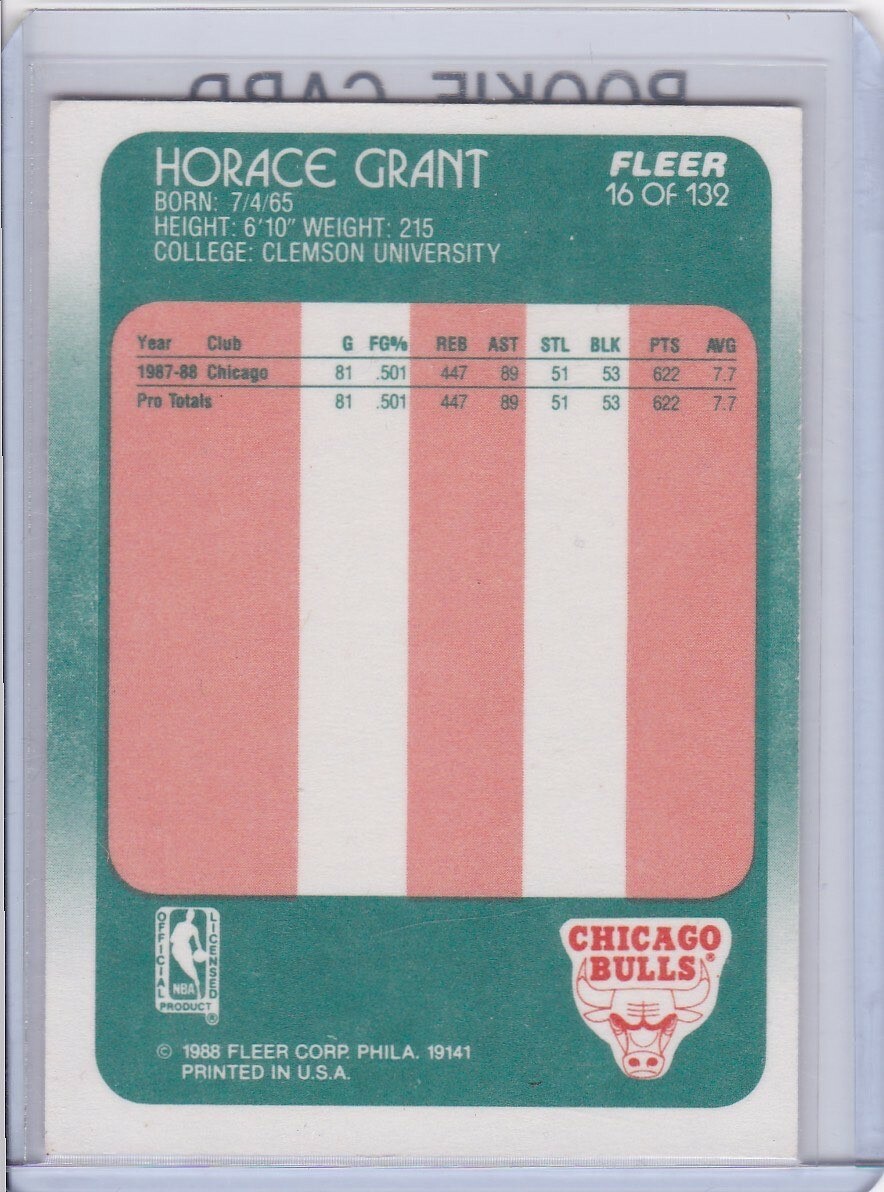 ROOKIE CARD
HORACE GRANT
BORN: 7/4/65
HEIGHT: 6'10" WEIGHT: 215
COLLEGE: CLEMSON UNIVERSITY
FLEER
16 OF 132
Year Club G FG% REB AST STL BLK PTS AVG
1987-88 Chicago 81 .501 447 89 51 53 622 7.7
Pro Totals 81 .501 447 89 51 53 622 7.7
OFFICIAL
LICENSED
NBA
PRODUCT
®
© 1988 FLEER CORP. PHILA. 19141
PRINTED IN U.S.A.
CHICAGO
BULLS®